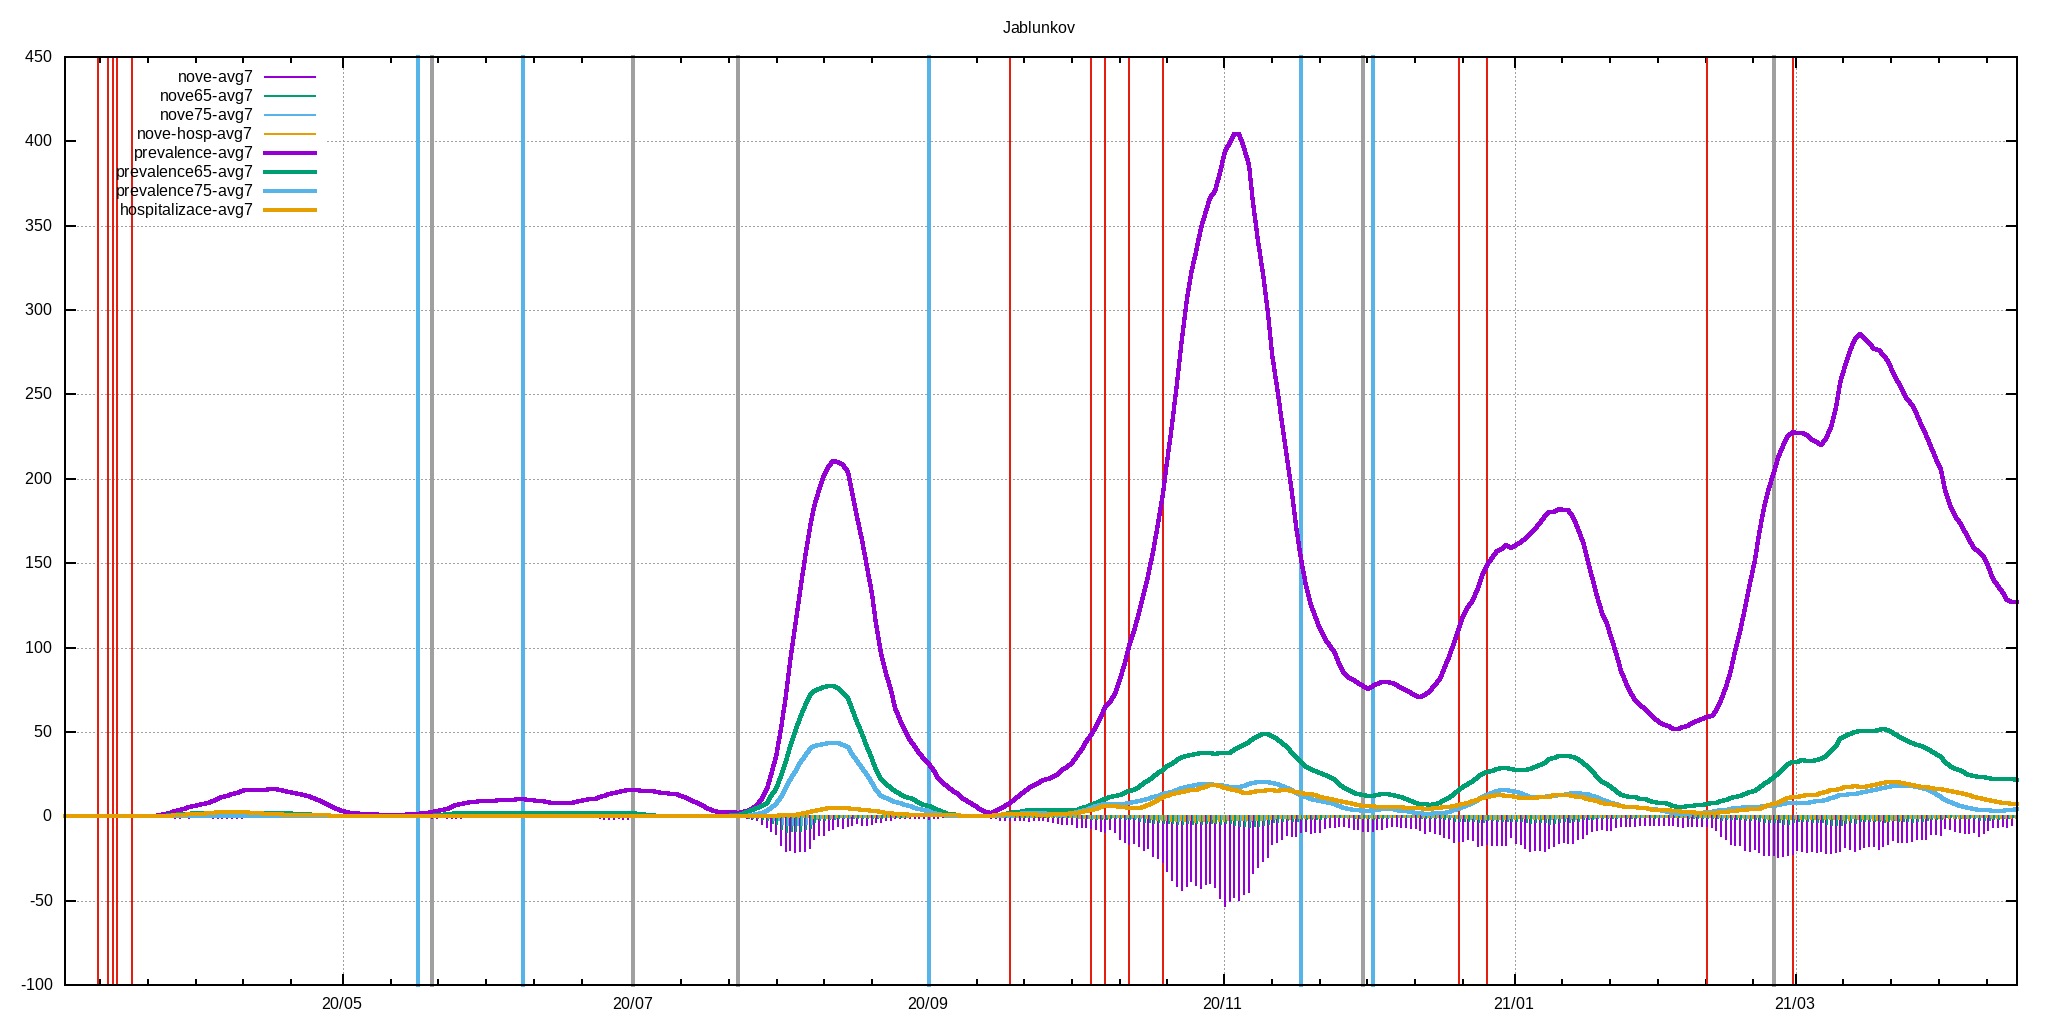 Jablunkov
450
400
350
300
250
200
150
100
50
0
-50
-100
nove-avg7
nove65-avg7
nove75-avg7
nove-hosp-avg7
prevalence-avg7
prevalence65-avg7
prevalence75-avg7
hospitalizace-avg7
20/05 20/07 20/09 20/11 21/01 21/03